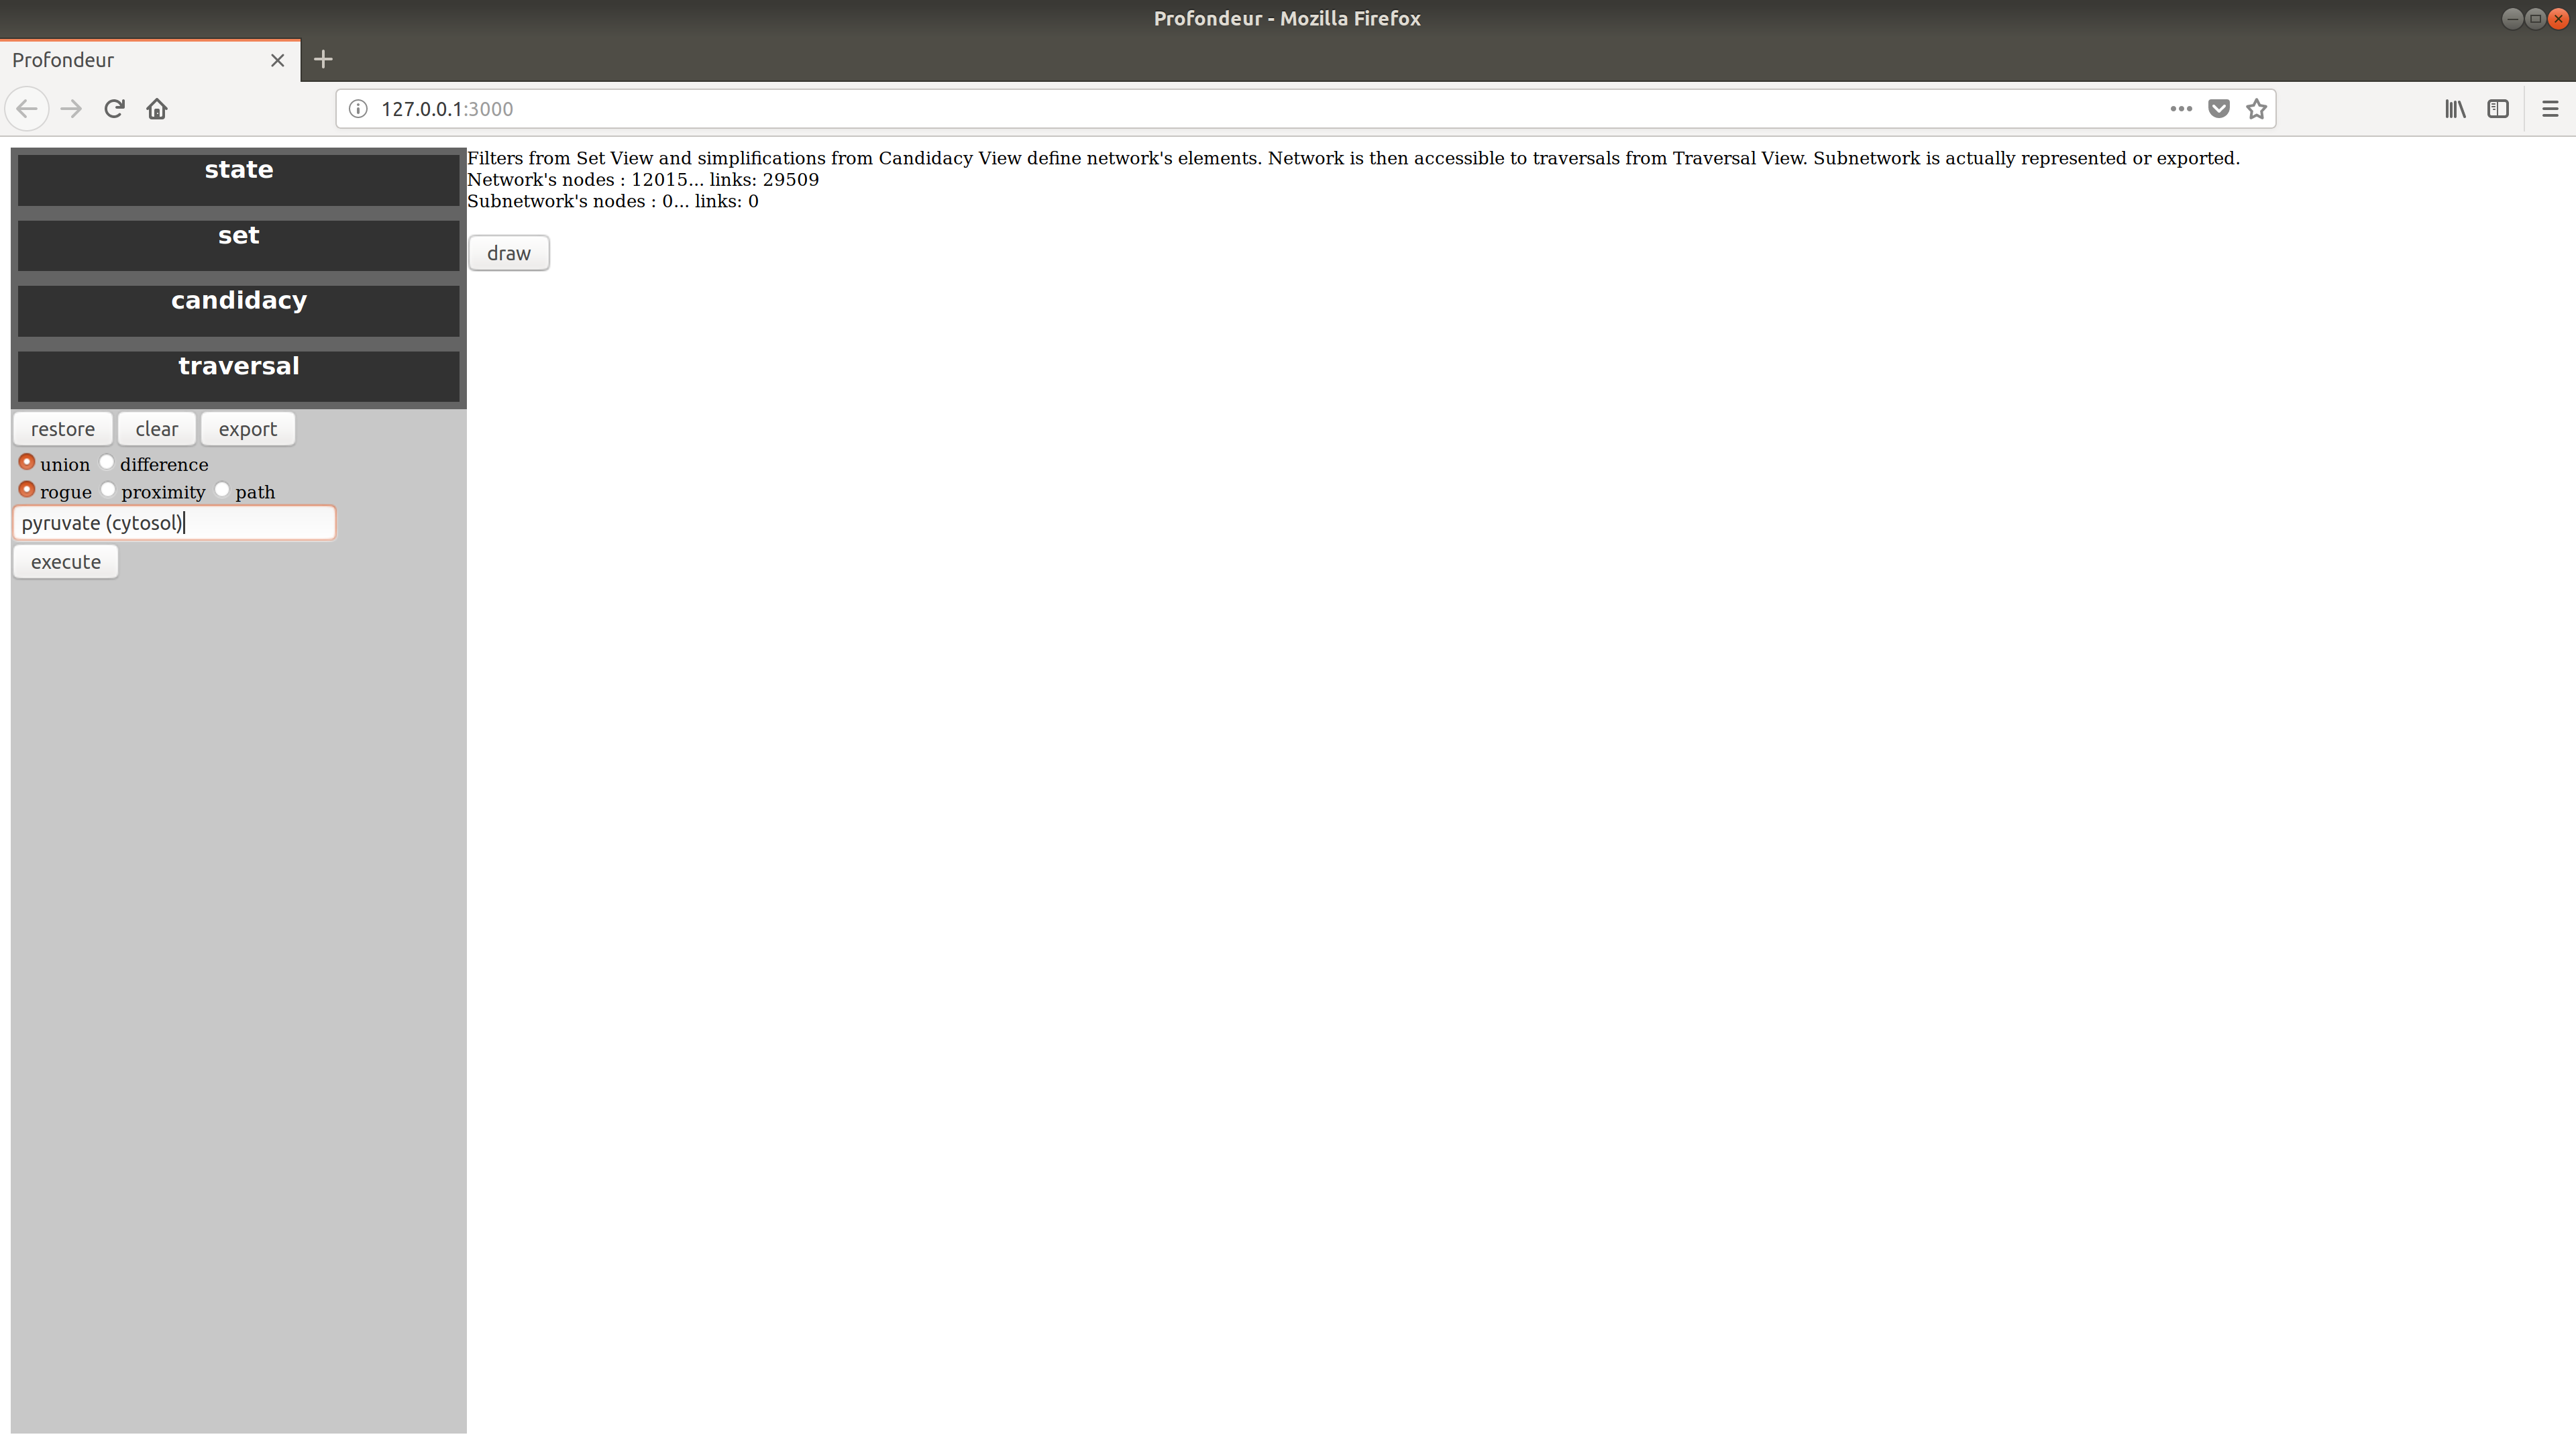 Profondeur - Mozilla Firefox
Profondeur
127.0.0.1:3000
state
set
candidacy
traversal
restore clear export
union difference
rogue proximity path
pyruvate (cytosol)
execute
Filters from Set View and simplifications from Candidacy View define network's elements. Network is then accessible to traversals from Traversal View. Subnetwork is actually represented or exported.
Network's nodes : 12015... links: 29509
Subnetwork's nodes : 0... links: 0
draw